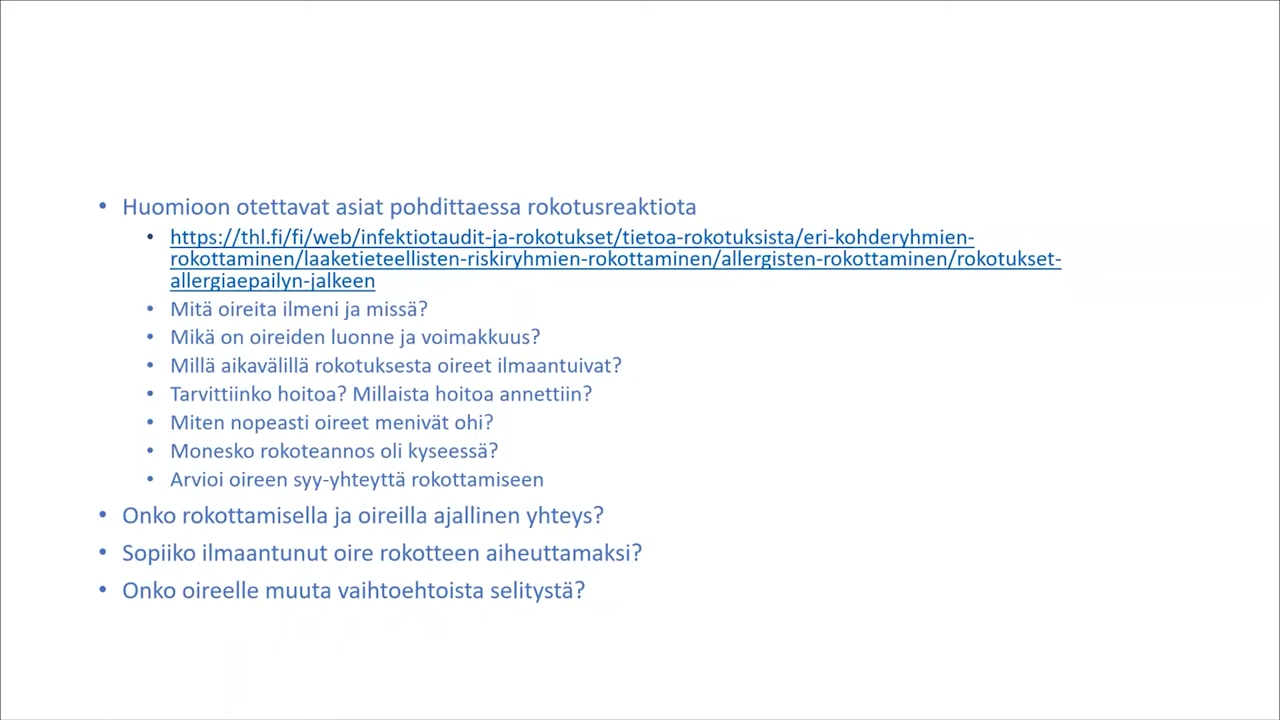 • Huomioon otettavat asiat pohdittaessa rokotusreaktiota
• https://thl.fi/fi/web/infektiotaudit-ja-rokotukset/tietoa-rokotuksista/eri-kohderyhmien-
rokottaminen/laaketieteellisten-riskiryhmien-rokottaminen/allergisten-rokottaminen/rokotukset-
allergiaepailyn-jalkeen
• Mitä oireita ilmeni ja missä?
• Mikä on oireiden luonne ja voimakkuus?
• Millä aikavälillä rokotuksesta oireet ilmaantuivat?
• Tarvittiinko hoitoa? Millaista hoitoa annettiin?
• Miten nopeasti oireet menivät ohi?
• Monesko rokoteannos oli kyseessä?
• Arvioi oireen syy-yhteyttä rokottamiseen
• Onko rokottamisella ja oireilla ajallinen yhteys?
• Sopiiko ilmaantunut oire rokotteen aiheuttamaksi?
• Onko oireelle muuta vaihtoehtoista selitystä?